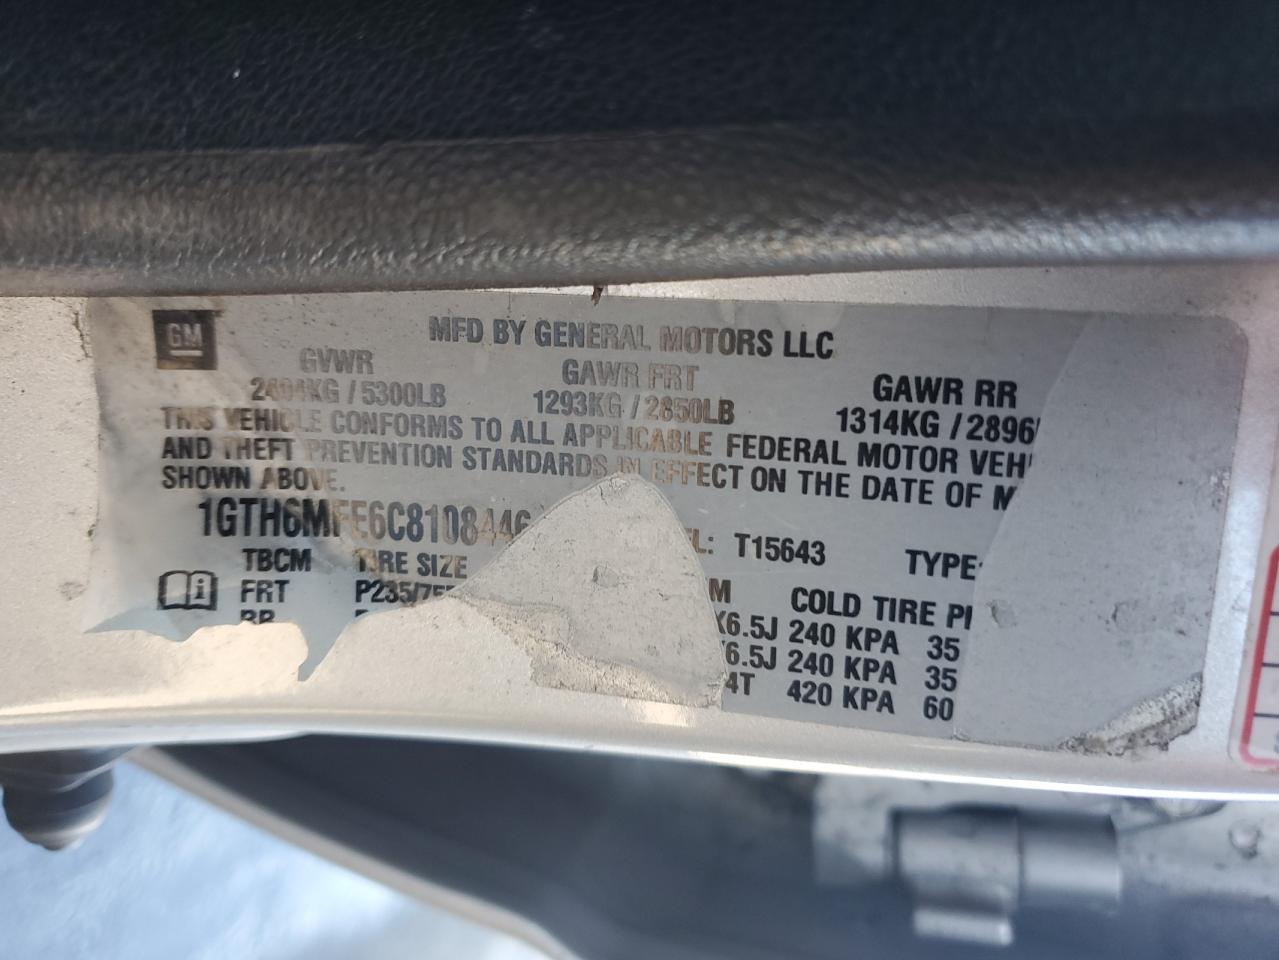 GM
MFD BY GENERAL MOTORS LLC
GVWR GAWR FRT GAWR RR
2404KG / 5300LB 1293KG / 2850LB 1314KG / 2896
THIS VEHICLE CONFORMS TO ALL APPLICABLE FEDERAL MOTOR VEH
AND THEFT PREVENTION STANDARDS IN EFFECT ON THE DATE OF M
SHOWN ABOVE.
1GTH6MFE6C8108446 L: T15643 TYPE:
TBCM TIRE SIZE M COLD TIRE P
FRT P235/75 X6.5J 240 KPA 35
RR 6.5J 240 KPA 35
4T 420 KPA 60